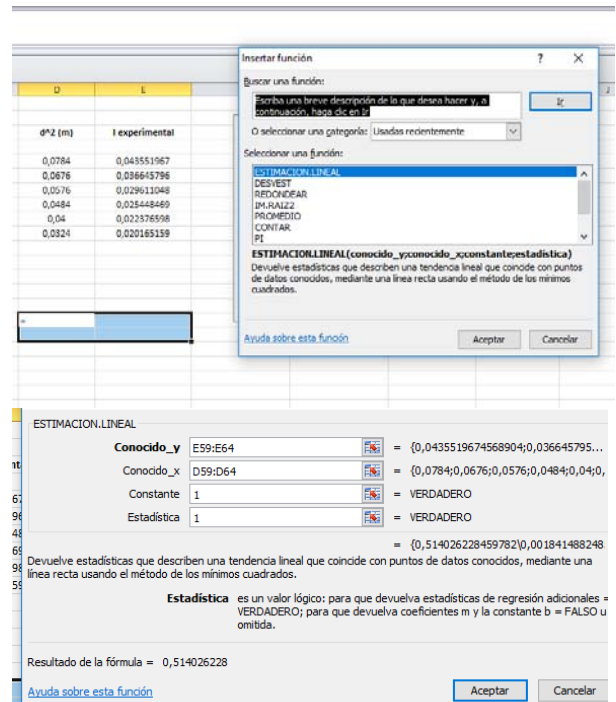 Insertar función ? X
Buscar una función:
Escriba una breve descripción de lo que desea hacer y, a
continuación, haga clic en Ir
Ir
O seleccionar una categoría: Usadas recientemente
Seleccionar una función:
ESTIMACION.LINEAL
DESVEST
REDONDEAR
IM.RAIZ2
PROMEDIO
CONTAR
PI
ESTIMACION.LINEAL(conocido_y;conocido_x;constante;estadística)
Devuelve estadísticas que describen una tendencia lineal que coincide con puntos
de datos conocidos, mediante una línea recta usando el método de los mínimos
cuadrados.
Ayuda sobre esta función
Aceptar Cancelar
D E J
d^2 (m) I experimental
0,0784 0,043551967
0,0676 0,036645796
0,0576 0,029611048
0,0484 0,025448469
0,04 0,022376598
0,0324 0,020165159
=
ESTIMACION.LINEAL
Conocido_y E59:E64 = {0,0435519674568904;0,036645795...
Conocido_x D59:D64 = {0,0784;0,0676;0,0576;0,0484;0,04;0,
Constante 1 = VERDADERO
Estadística 1 = VERDADERO
= {0,514026228459782\0,001841488248
Devuelve estadísticas que describen una tendencia lineal que coincide con puntos de datos conocidos, mediante una
línea recta usando el método de los mínimos cuadrados.
Estadística es un valor lógico: para que devuelva estadísticas de regresión adicionales =
VERDADERO; para que devuelva coeficientes m y la constante b = FALSO u
omitida.
Resultado de la fórmula = 0,514026228
Ayuda sobre esta función
Aceptar Cancelar